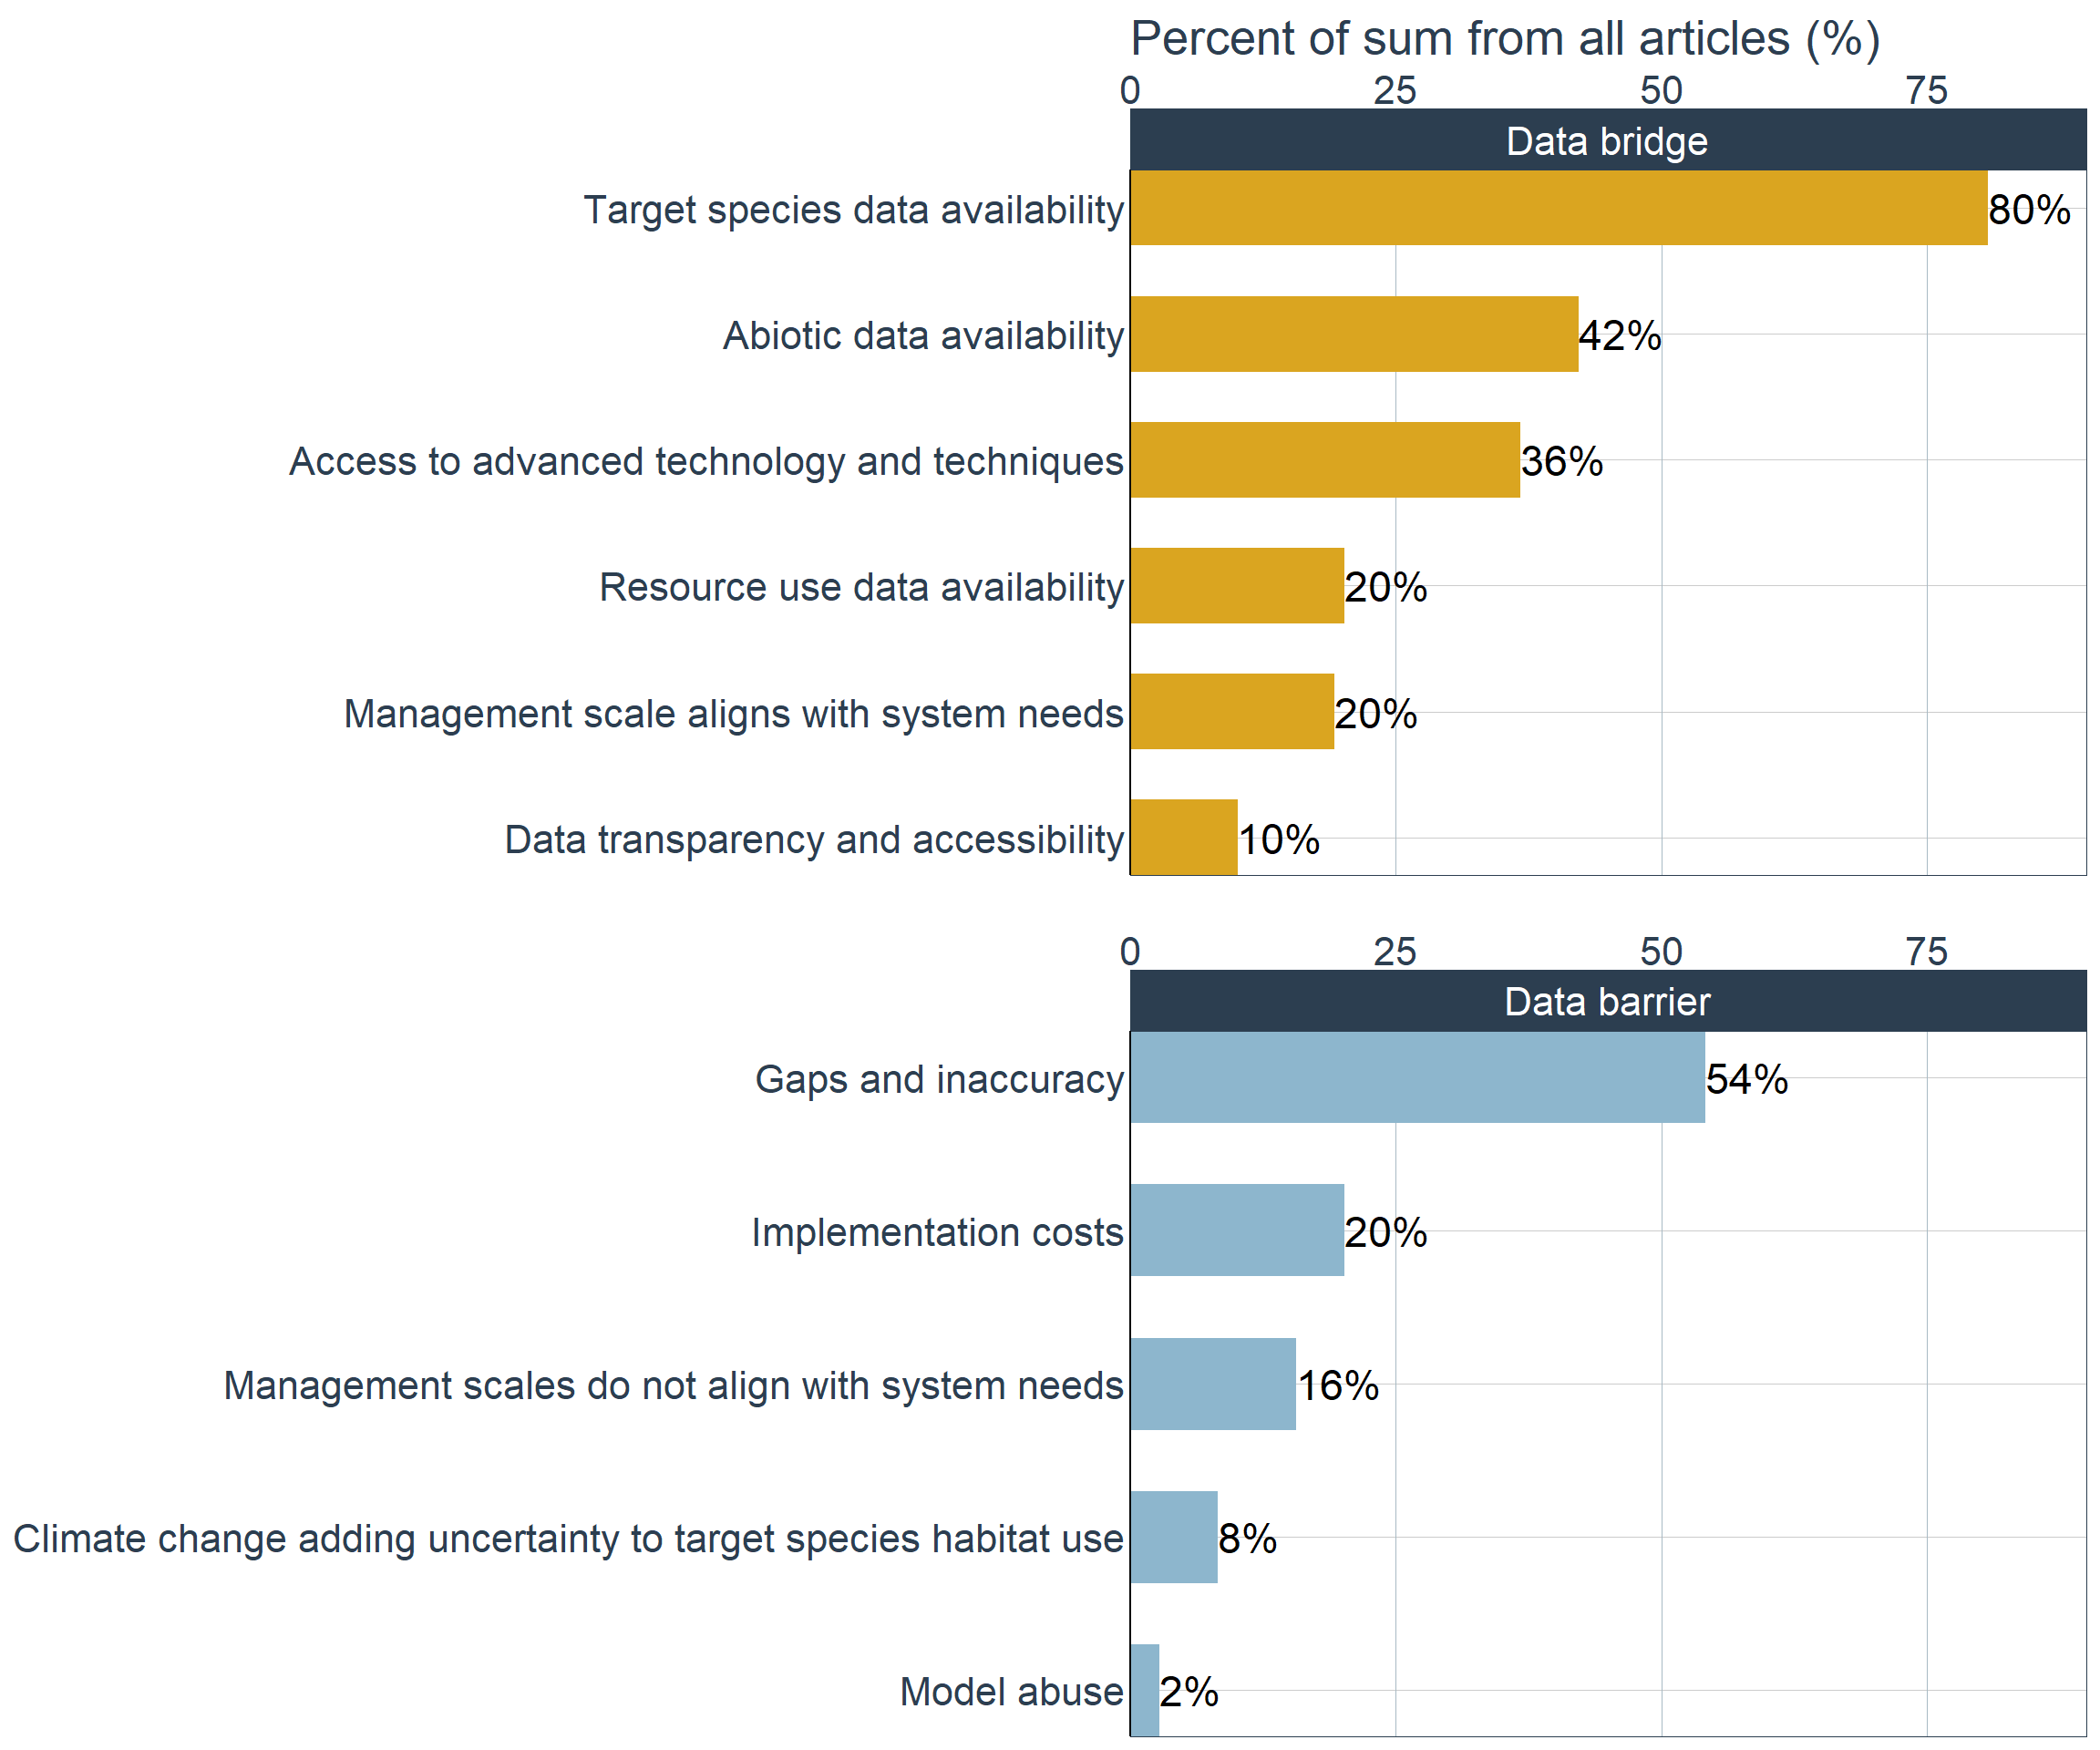 Percent of sum from all articles (%)
0 25 50 75
Data bridge
Target species data availability 80%
Abiotic data availability 42%
Access to advanced technology and techniques 36%
Resource use data availability 20%
Management scale aligns with system needs 20%
Data transparency and accessibility 10%
0 25 50 75
Data barrier
Gaps and inaccuracy 54%
Implementation costs 20%
Management scales do not align with system needs 16%
Climate change adding uncertainty to target species habitat use 8%
Model abuse 2%